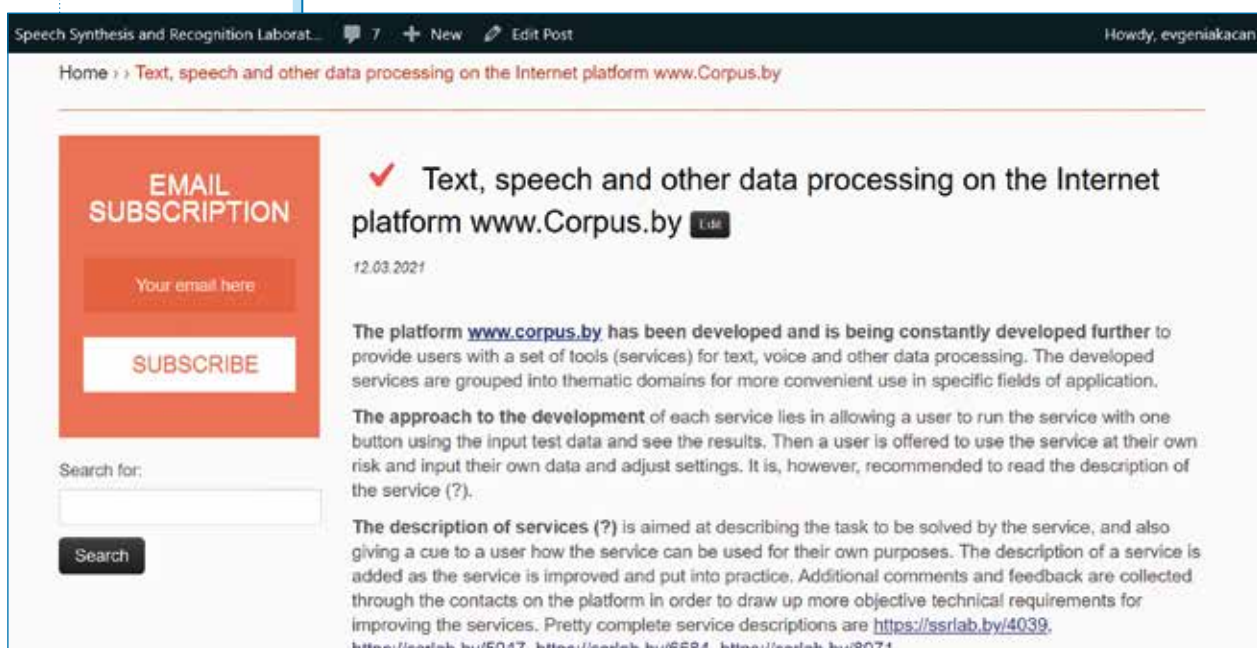 Speech Synthesis and Recognition Laborat... 7 + New Edit Post Howdy, evgeniakacan
Home › › Text, speech and other data processing on the Internet platform www.Corpus.by
EMAIL
SUBSCRIPTION
Your email here
SUBSCRIBE
Search for:
Search
Text, speech and other data processing on the Internet
platform www.Corpus.by Edit
12.03.2021
The platform www.corpus.by has been developed and is being constantly developed further to
provide users with a set of tools (services) for text, voice and other data processing. The developed
services are grouped into thematic domains for more convenient use in specific fields of application.
The approach to the development of each service lies in allowing a user to run the service with one
button using the input test data and see the results. Then a user is offered to use the service at their own
risk and input their own data and adjust settings. It is, however, recommended to read the description of
the service (?).
The description of services (?) is aimed at describing the task to be solved by the service, and also
giving a cue to a user how the service can be used for their own purposes. The description of a service is
added as the service is improved and put into practice. Additional comments and feedback are collected
through the contacts on the platform in order to draw up more objective technical requirements for
improving the services. Pretty complete service descriptions are https://ssrlab.by/4039,